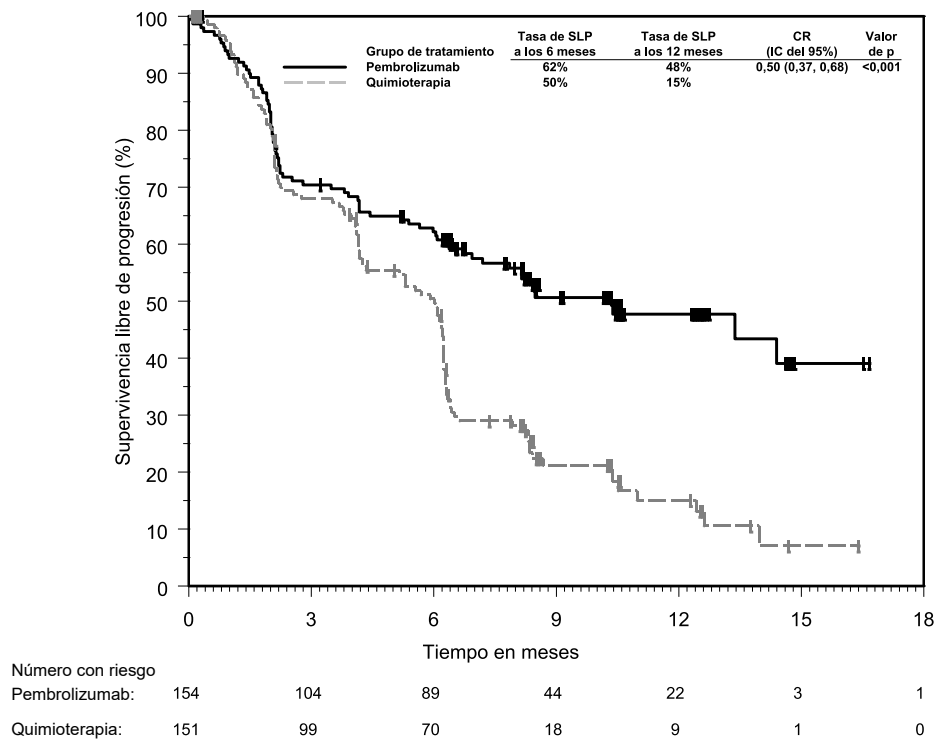 Tasa de SLP Tasa de SLP CR Valor
Grupo de tratamiento a los 6 meses a los 12 meses (IC del 95%) de p
Pembrolizumab 62% 48% 0,50 (0,37, 0,68) <0,001
Quimioterapia 50% 15%
Supervivencia libre de progresión (%)
100
90
80
70
60
50
40
30
20
10
0
0 3 6 9 12 15 18
Tiempo en meses
Número con riesgo
Pembrolizumab: 154 104 89 44 22 3 1
Quimioterapia: 151 99 70 18 9 1 0